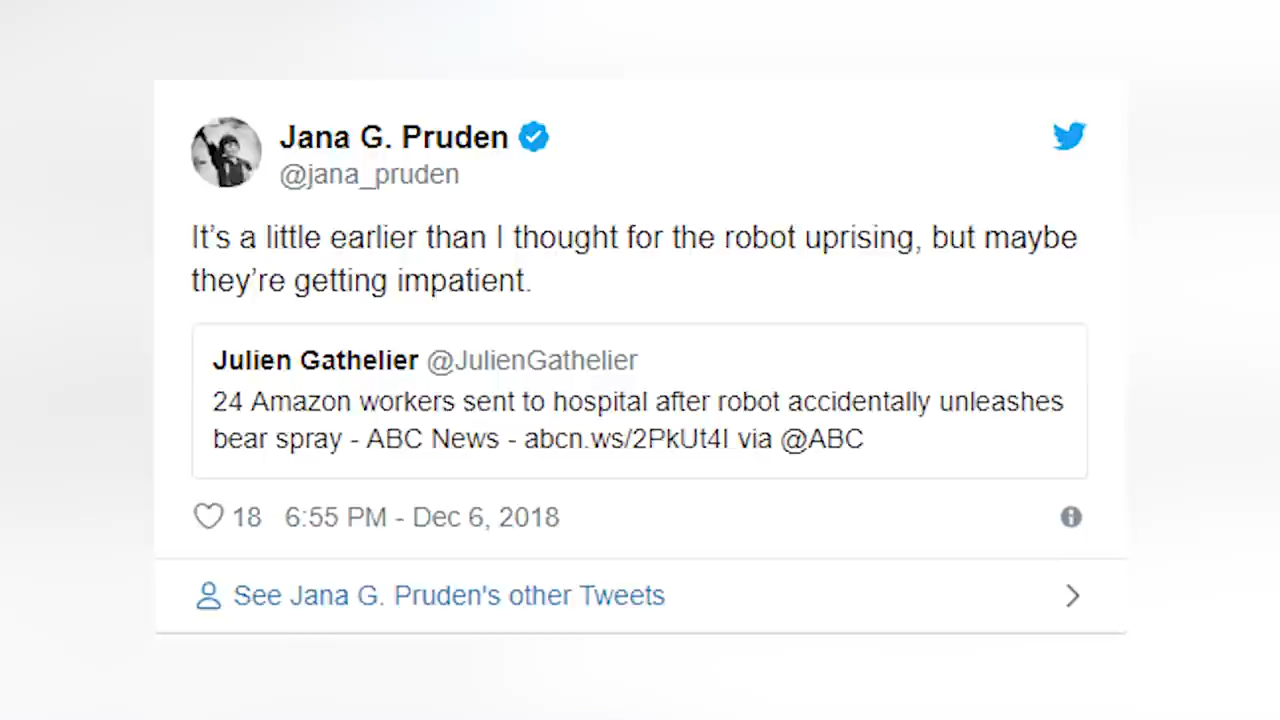 Jana G. Pruden
@jana_pruden
It’s a little earlier than I thought for the robot uprising, but maybe
they’re getting impatient.
Julien Gathelier @JulienGathelier
24 Amazon workers sent to hospital after robot accidentally unleashes
bear spray - ABC News - abcn.ws/2PkUt4I via @ABC
18 6:55 PM - Dec 6, 2018
See Jana G. Pruden's other Tweets